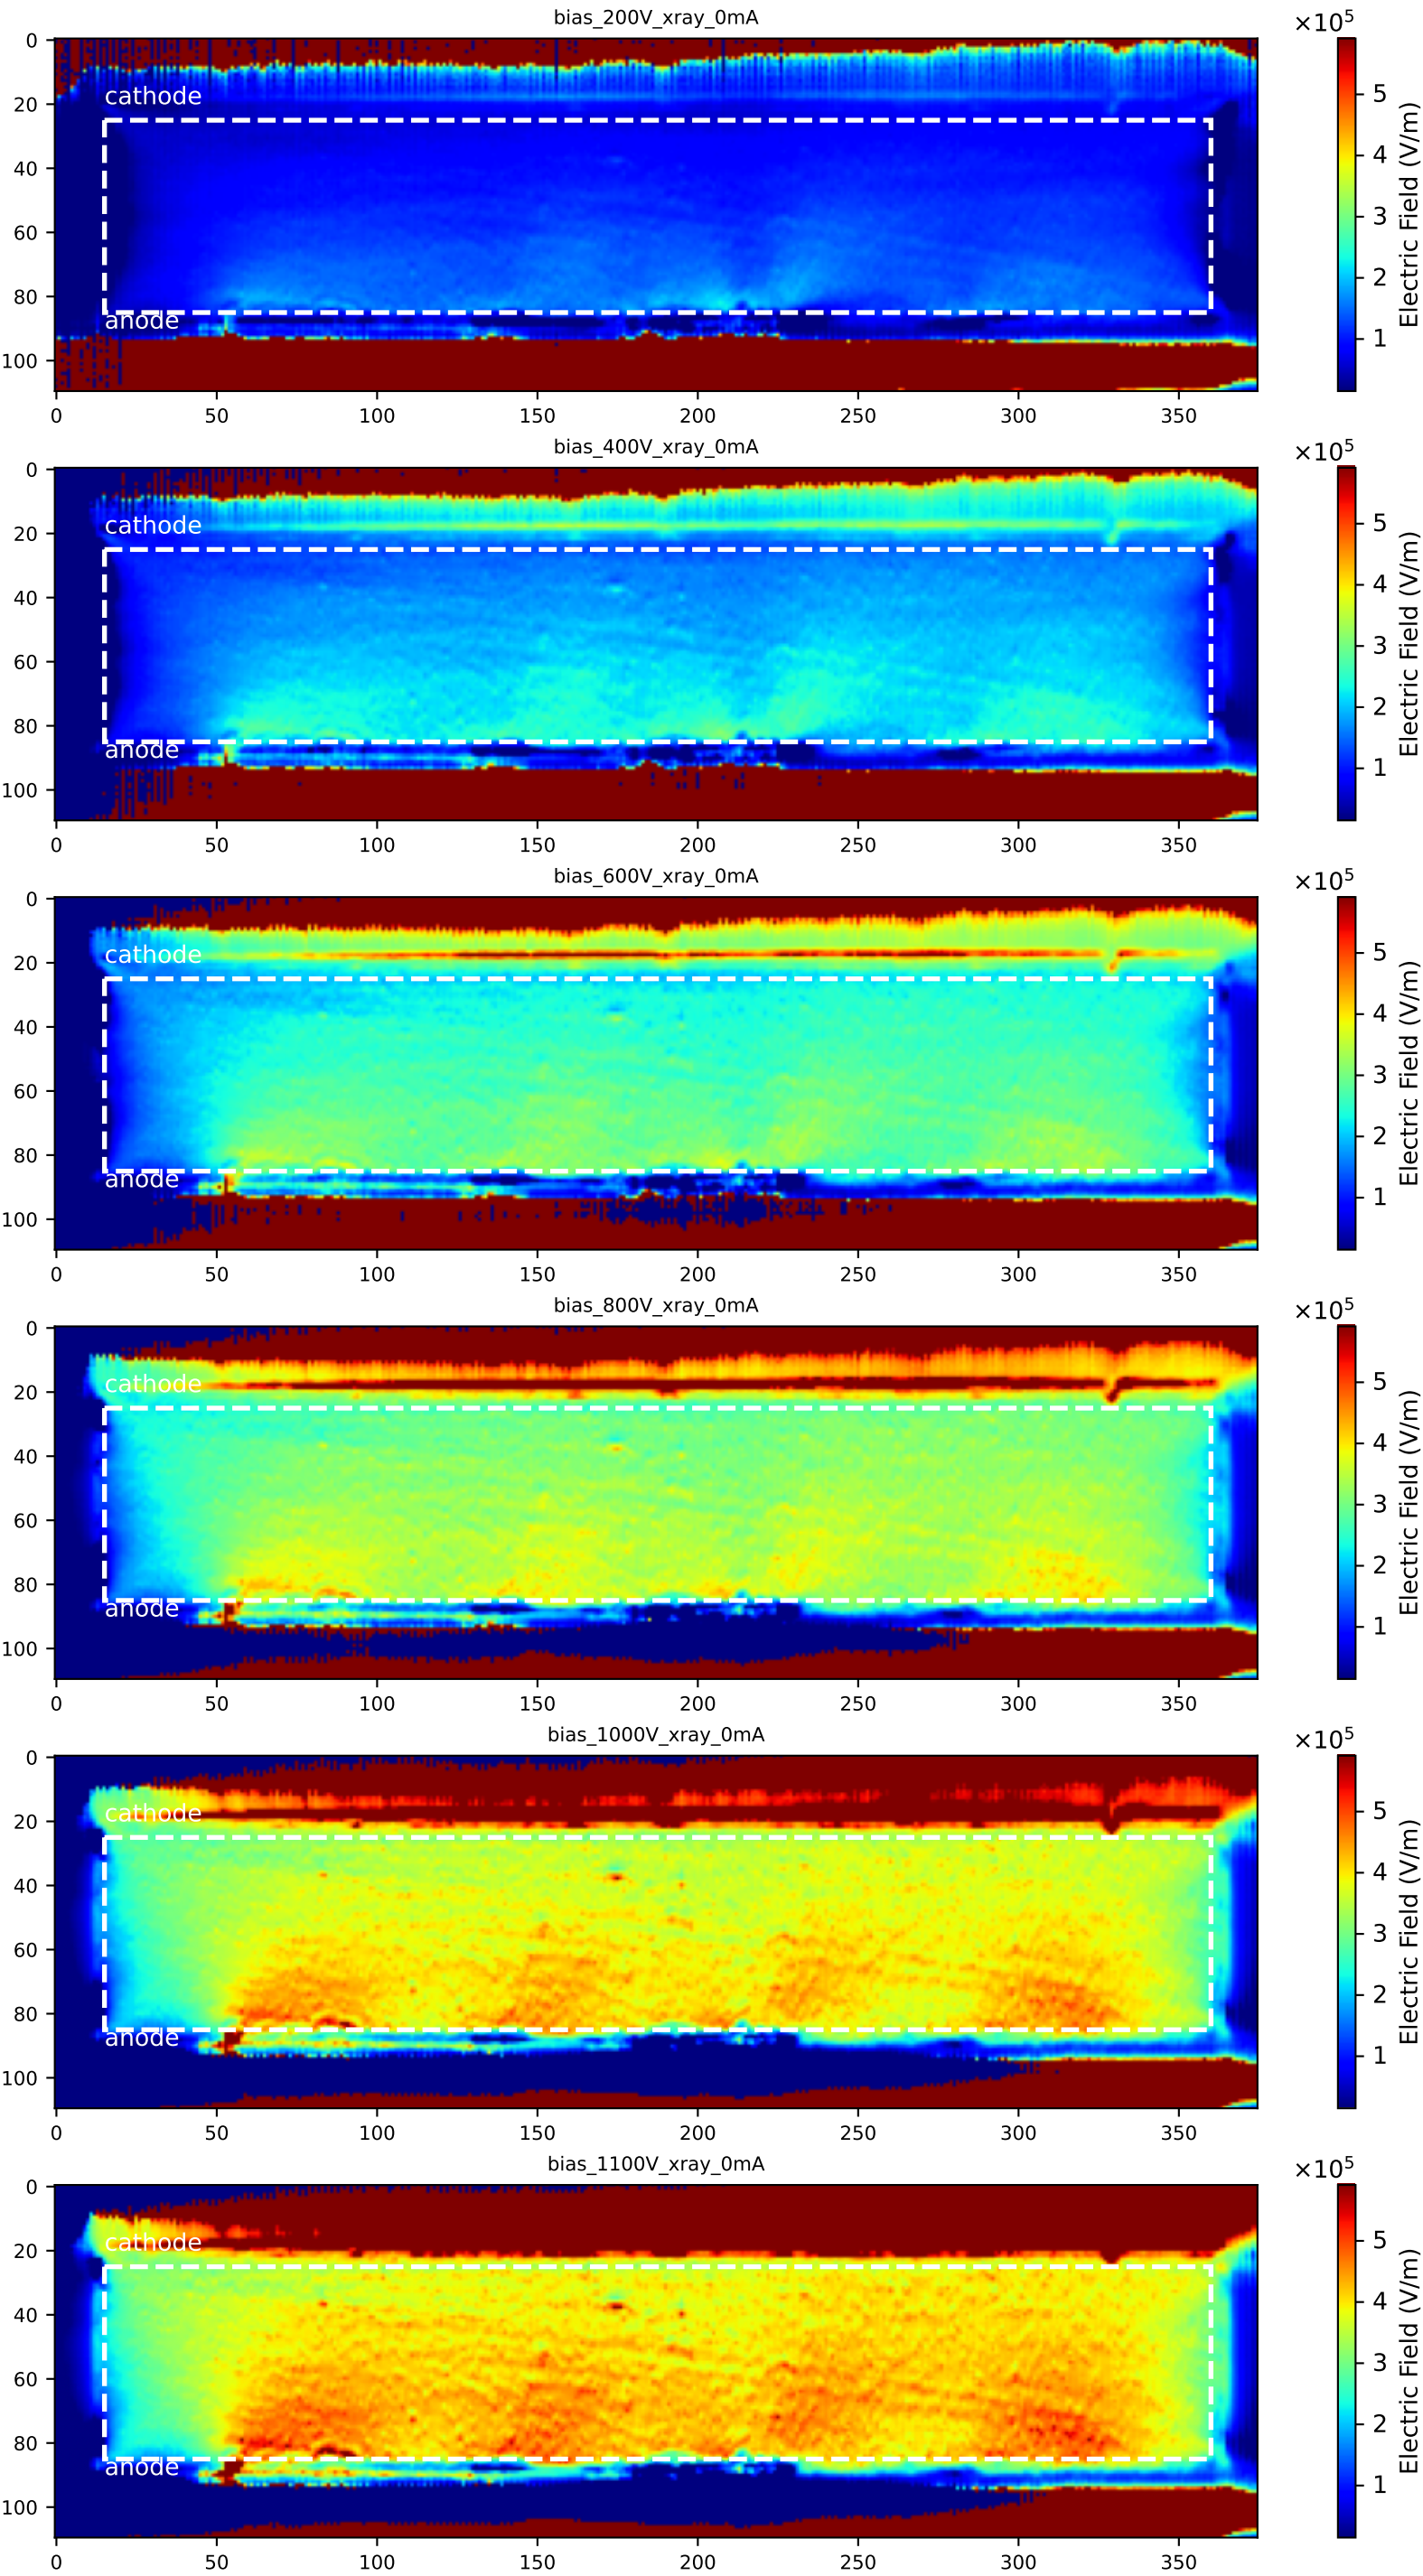 bias_200V_xray_0mA
×10⁵
0
20
40
60
80
100
cathode
anode
0 50 100 150 200 250 300 350
5
4
3
2
1
Electric Field (V/m)
bias_400V_xray_0mA
×10⁵
0
20
40
60
80
100
cathode
anode
0 50 100 150 200 250 300 350
5
4
3
2
1
Electric Field (V/m)
bias_600V_xray_0mA
×10⁵
0
20
40
60
80
100
cathode
anode
0 50 100 150 200 250 300 350
5
4
3
2
1
Electric Field (V/m)
bias_800V_xray_0mA
×10⁵
0
20
40
60
80
100
cathode
anode
0 50 100 150 200 250 300 350
5
4
3
2
1
Electric Field (V/m)
bias_1000V_xray_0mA
×10⁵
0
20
40
60
80
100
cathode
anode
0 50 100 150 200 250 300 350
5
4
3
2
1
Electric Field (V/m)
bias_1100V_xray_0mA
×10⁵
0
20
40
60
80
100
cathode
anode
0 50 100 150 200 250 300 350
5
4
3
2
1
Electric Field (V/m)